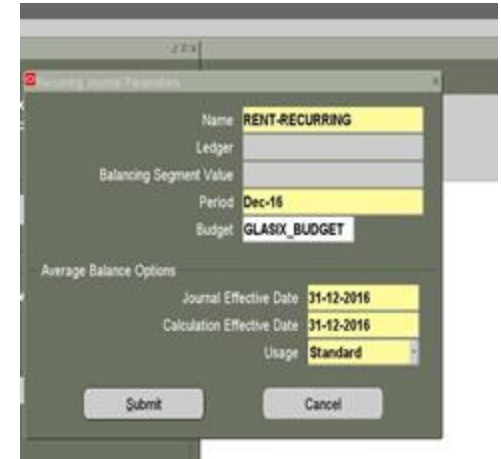 Recurring Journal Parameters
Name RENT-RECURRING
Ledger
Balancing Segment Value
Period Dec-16
Budget GLASIX_BUDGET
Average Balance Options
Journal Effective Date 31-12-2016
Calculation Effective Date 31-12-2016
Usage Standard
Submit Cancel